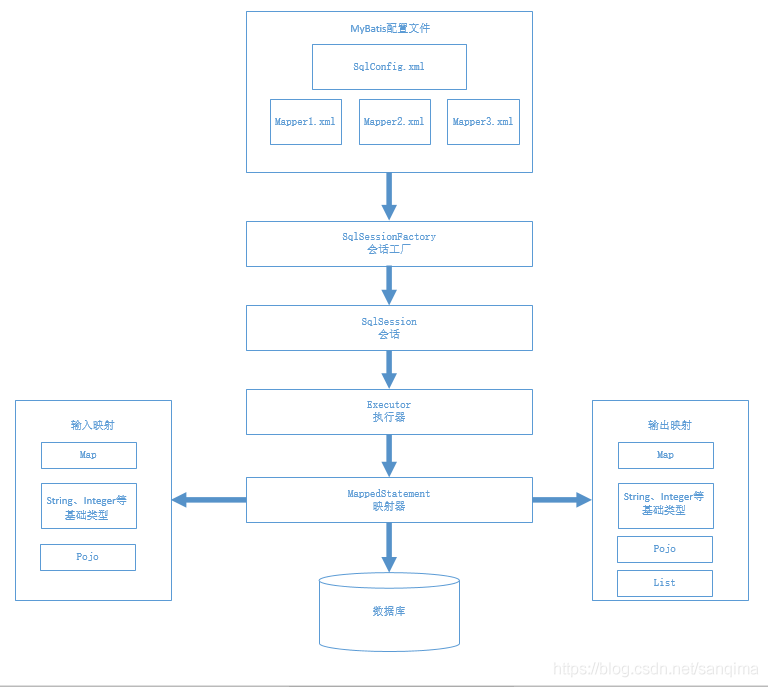 MyBatis配置文件
SqlConfig.xml
Mapper1.xml
Mapper2.xml
Mapper3.xml
SqlSessionFactory
会话工厂
SqlSession
会话
Executor
执行器
输入映射
Map
String、Integer等
基础类型
Pojo
MappedStatement
映射器
输出映射
Map
String、Integer等
基础类型
Pojo
List
数据库
https://blog.csdn.net/sanqima